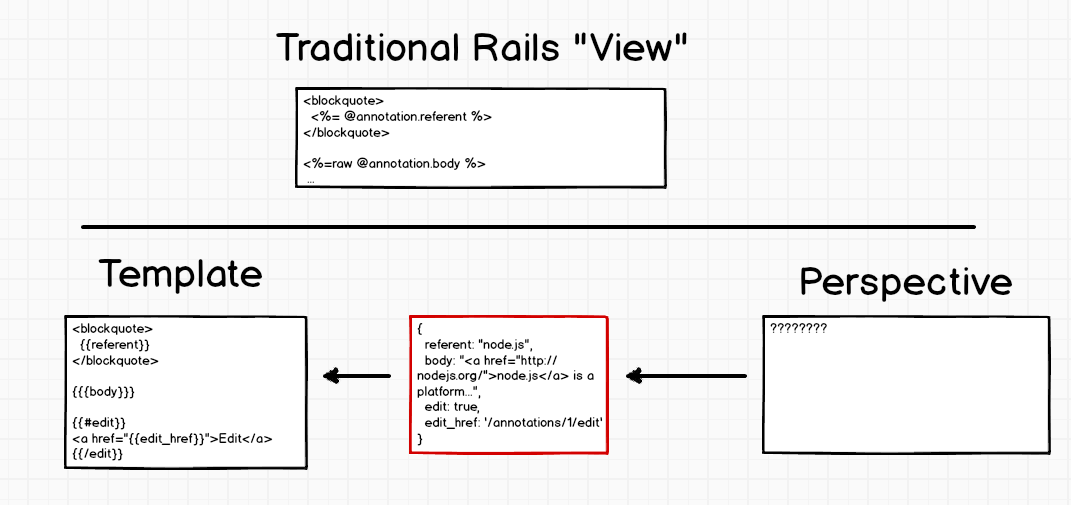 Traditional Rails "View"
<blockquote>
<%= @annotation.referent %>
</blockquote>
<%=raw @annotation.body %>
...
Template
<blockquote>
{{referent}}
</blockquote>
{{{body}}}
{{#edit}}
<a href="{{edit_href}}">Edit</a>
{{/edit}}
{
referent: "node.js",
body: "<a href="http://
nodejs.org/">node.js</a> is a
platform...",
edit: true,
edit_href: '/annotations/1/edit'
}
Perspective
????????